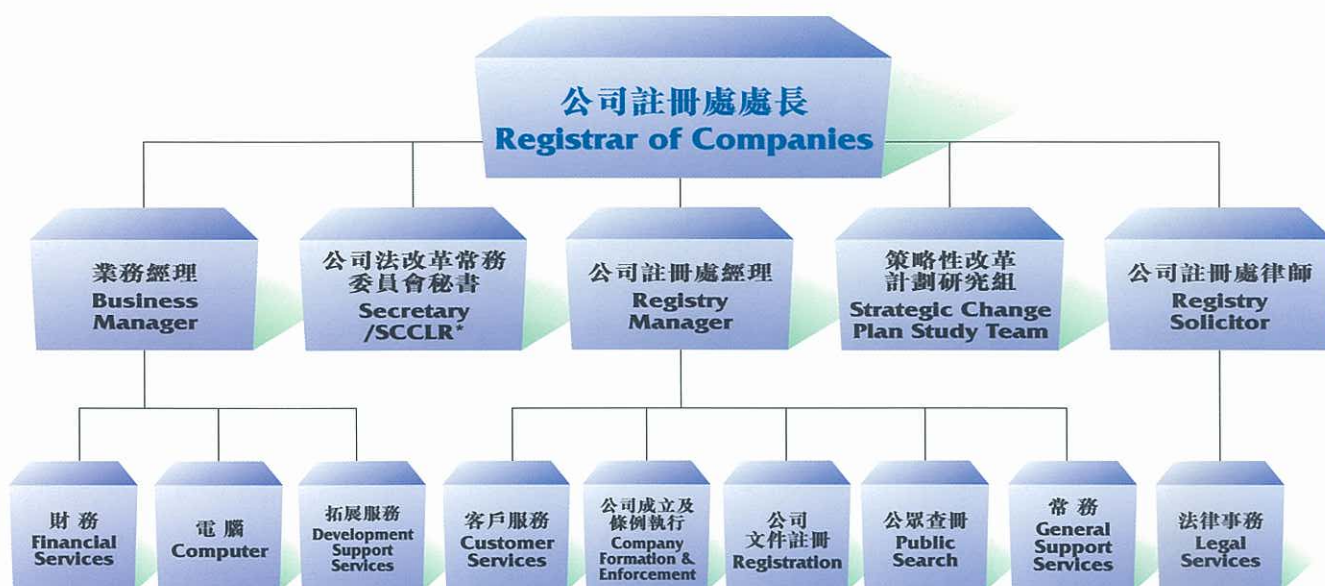 公司註冊處處長
Registrar of Companies
業務經理
Business
Manager
公司法改革常務
委員會秘書
Secretary
/SCCLR*
公司註冊處經理
Registry
Manager
策略性改革
計劃研究組
Strategic Change
Plan Study Team
公司註冊處律師
Registry
Solicitor
財務
Financial
Services
電腦
Computer
拓展服務
Development
Support
Services
客戶服務
Customer
Services
公司成立及
條例執行
Company
Formation &
Enforcement
公司
文件註冊
Registration
公眾查冊
Public
Search
常務
General
Support
Services
法律事務
Legal
Services